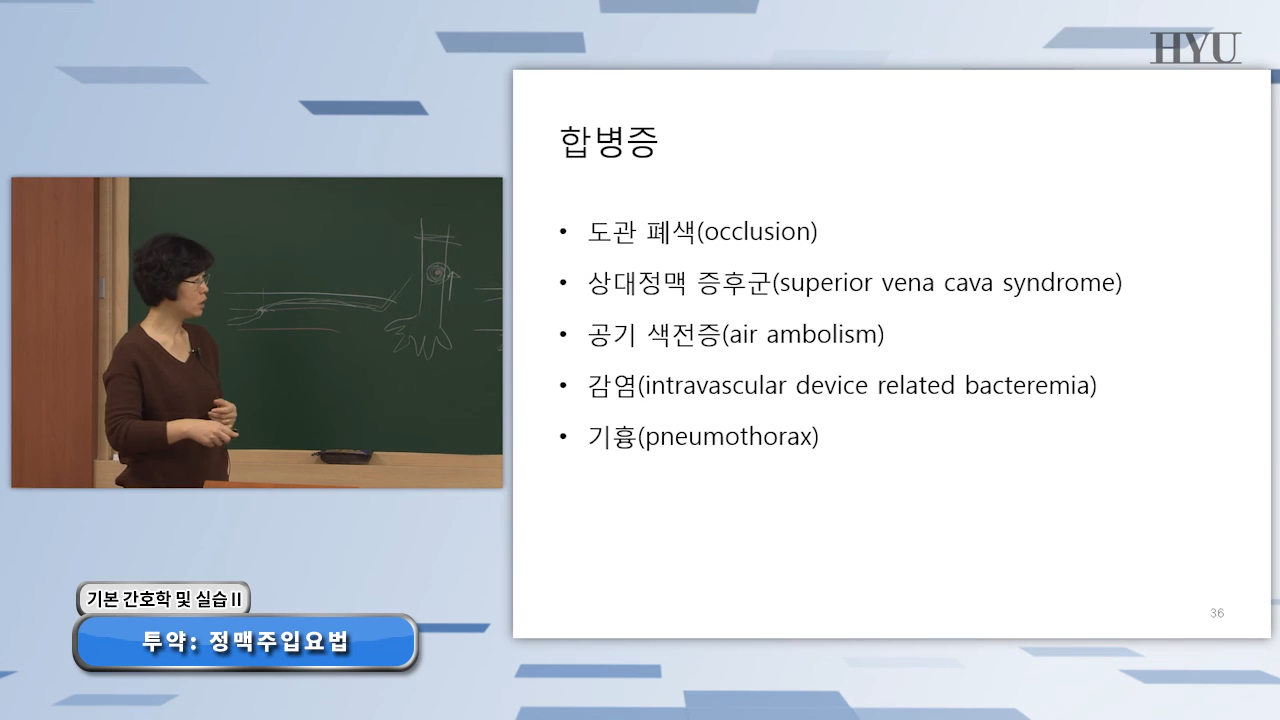 HYU
합병증
• 도관 폐색(occlusion)
• 상대정맥 증후군(superior vena cava syndrome)
• 공기 색전증(air ambolism)
• 감염(intravascular device related bacteremia)
• 기흉(pneumothorax)
36
기본 간호학 및 실습 II
투약: 정맥주입요법